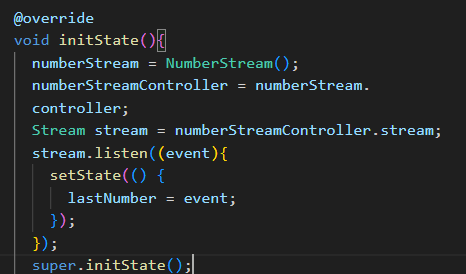 @override
void initState(){
numberStream = NumberStream();
numberStreamController = numberStream.
controller;
Stream stream = numberStreamController.stream;
stream.listen((event){
setState(() {
lastNumber = event;
});
});
super.initState();